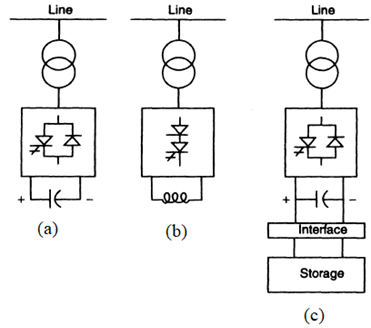 Line Line Line
+ − + −
(a) (b)
Interface
Storage
(c)